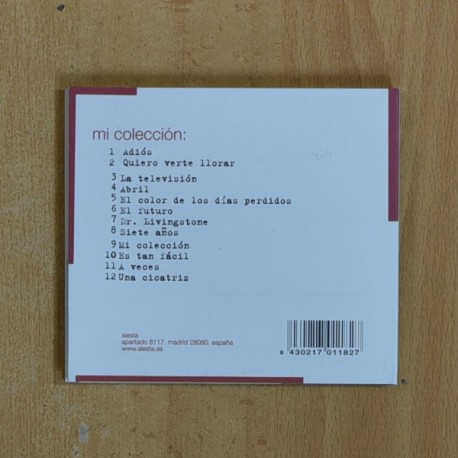 mi colección:
1 Adiós
2 Quiero verte llorar
3 La televisión
4 Abril
5 El color de los días perdidos
6 El futuro
7 Dr. Livingstone
8 Siete años
9 Mi colección
10 Es tan fácil
11 A veces
12 Una cicatriz
siesta
apartado 8117, madrid 28080, españa
www.siesta.es
8 430217 011827